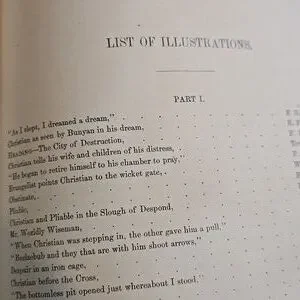 LIST OF ILLUSTRATIONS.
PART I.
"As I slept, I dreamed a dream,"
Christian as seen by Bunyan in his dream,
HEADING—The City of Destruction,
Christian tells his wife and children of his distress,
"He began to retire himself to his chamber to pray,"
Evangelist points Christian to the wicket gate,
Obstinate,
Pliable,
Christian and Pliable in the Slough of Despond,
Mr. Worldly Wiseman,
"When Christian was stepping in, the other gave him a pull."
"Beelzebub and they that are with him shoot arrows."
Despair in an iron cage,
Christian before the Cross,
"The bottomless pit opened just whereabout I stood."